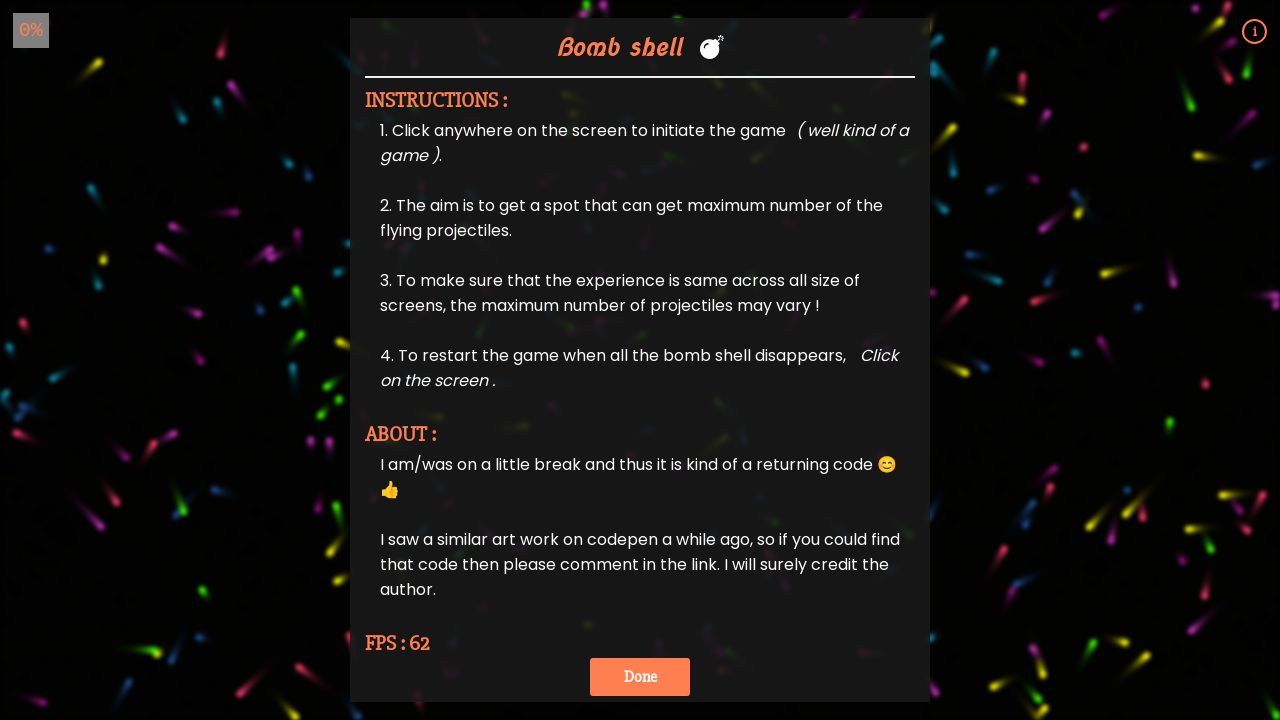 0%
i
Bomb shell 💣
INSTRUCTIONS :
1. Click anywhere on the screen to initiate the game ( well kind of a
game ).
2. The aim is to get a spot that can get maximum number of the
flying projectiles.
3. To make sure that the experience is same across all size of
screens, the maximum number of projectiles may vary !
4. To restart the game when all the bomb shell disappears, Click
on the screen .
ABOUT :
I am/was on a little break and thus it is kind of a returning code 😊
👍
I saw a similar art work on codepen a while ago, so if you could find
that code then please comment in the link. I will surely credit the
author.
FPS : 62
Done